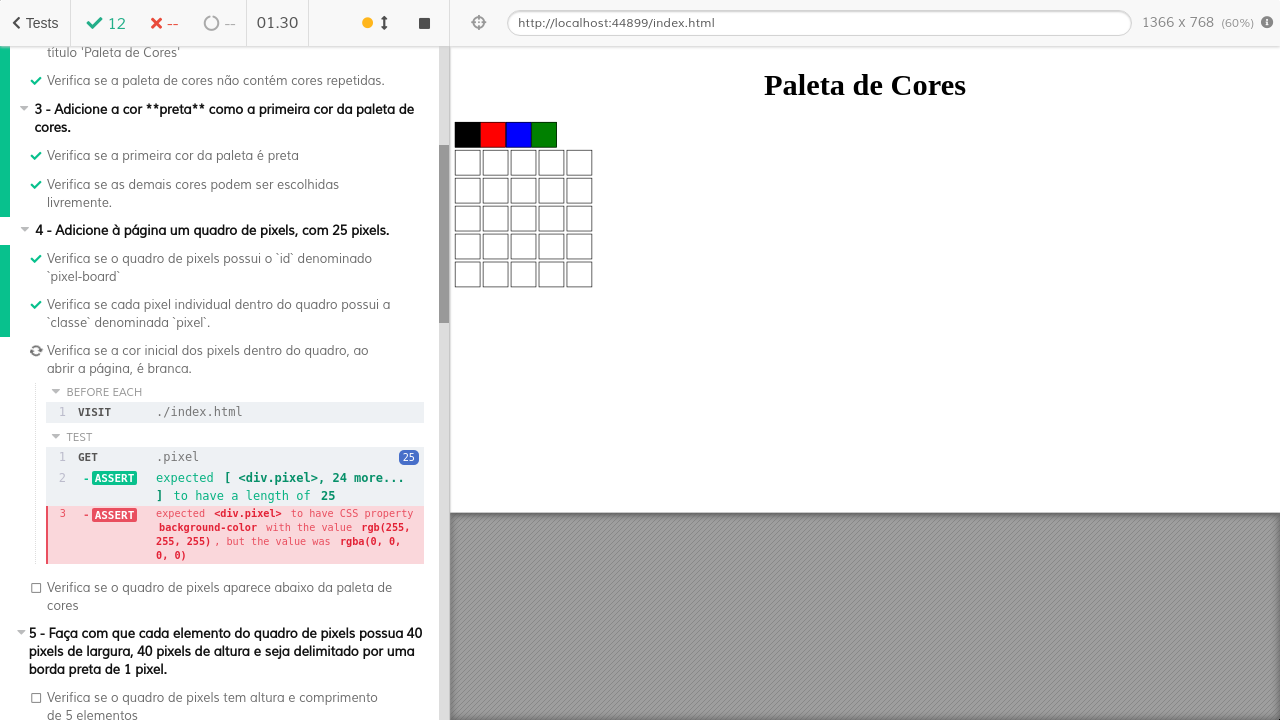 Tests
12
--
--
01.30
http://localhost:44899/index.html
1366 x 768 (60%)
título 'Paleta de Cores'
Verifica se a paleta de cores não contém cores repetidas.
3 - Adicione a cor **preta** como a primeira cor da paleta de
cores.
Verifica se a primeira cor da paleta é preta
Verifica se as demais cores podem ser escolhidas
livremente.
4 - Adicione à página um quadro de pixels, com 25 pixels.
Verifica se o quadro de pixels possui o `id` denominado
`pixel-board`
Verifica se cada pixel individual dentro do quadro possui a
`classe` denominada `pixel`.
Verifica se a cor inicial dos pixels dentro do quadro, ao
abrir a página, é branca.
BEFORE EACH
1 VISIT ./index.html
TEST
1 GET .pixel 25
2 -ASSERT expected [ <div.pixel>, 24 more...
] to have a length of 25
3 -ASSERT expected <div.pixel> to have CSS property
background-color with the value rgb(255,
255, 255), but the value was rgba(0, 0,
0, 0)
Verifica se o quadro de pixels aparece abaixo da paleta de
cores
5 - Faça com que cada elemento do quadro de pixels possua 40
pixels de largura, 40 pixels de altura e seja delimitado por uma
borda preta de 1 pixel.
Verifica se o quadro de pixels tem altura e comprimento
de 5 elementos
Paleta de Cores